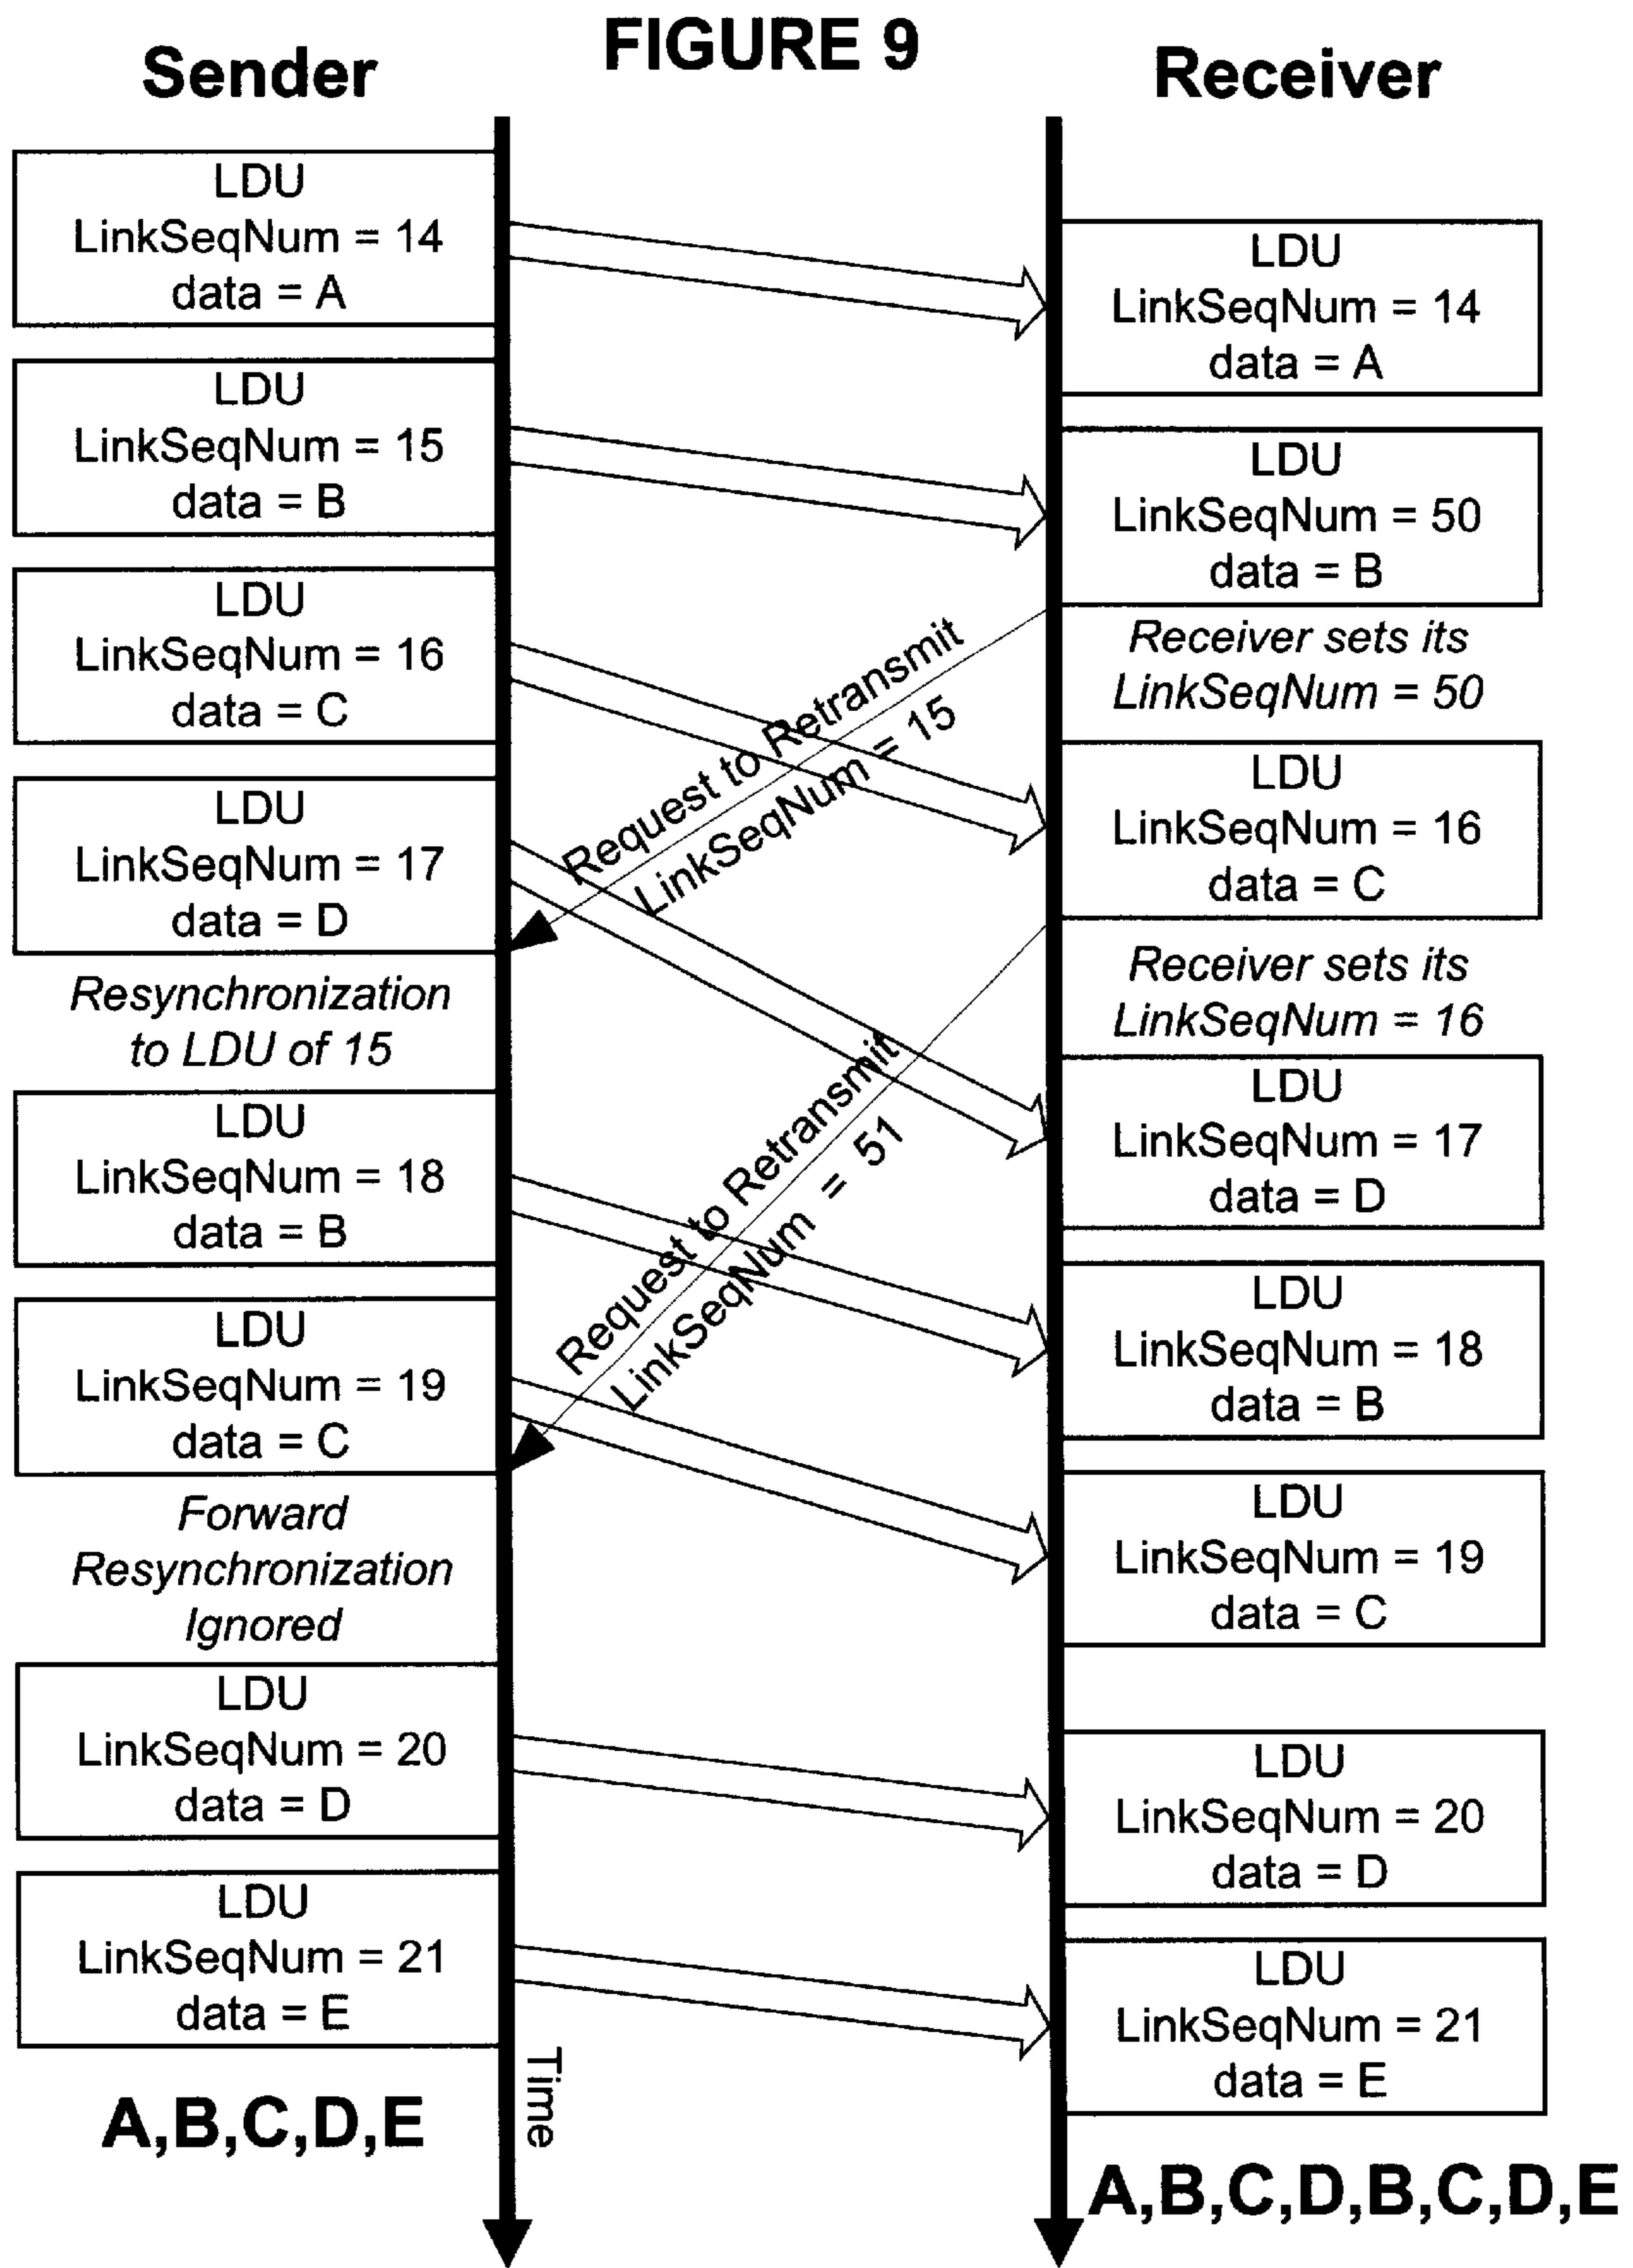 FIGURE 9
Sender
Receiver
LDU
LinkSeqNum = 14
data = A
LDU
LinkSeqNum = 14
data = A
LDU
LinkSeqNum = 15
data = B
LDU
LinkSeqNum = 50
data = B
Receiver sets its
LinkSeqNum = 50
LDU
LinkSeqNum = 16
data = C
Request to Retransmit
LinkSeqNum = 15
LDU
LinkSeqNum = 16
data = C
Receiver sets its
LinkSeqNum = 16
LDU
LinkSeqNum = 17
data = D
Resynchronization
to LDU of 15
Request to Retransmit
LinkSeqNum = 51
LDU
LinkSeqNum = 17
data = D
LDU
LinkSeqNum = 18
data = B
LDU
LinkSeqNum = 18
data = B
LDU
LinkSeqNum = 19
data = C
Forward
Resynchronization
Ignored
LDU
LinkSeqNum = 19
data = C
LDU
LinkSeqNum = 20
data = D
LDU
LinkSeqNum = 20
data = D
LDU
LinkSeqNum = 21
data = E
LDU
LinkSeqNum = 21
data = E
Time
A,B,C,D,E
A,B,C,D,B,C,D,E